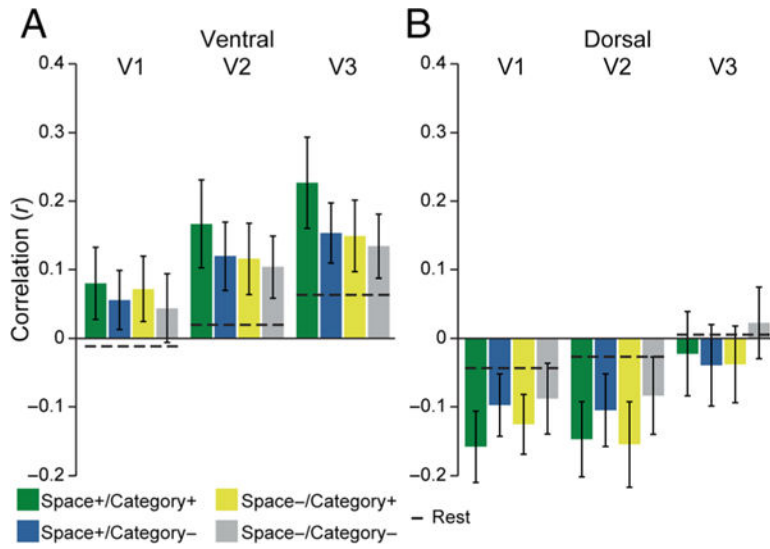 A
Ventral
V1 V2 V3
Correlation (r)
0.4
0.3
0.2
0.1
0
–0.1
–0.2
B
Dorsal
V1 V2 V3
0.4
0.3
0.2
0.1
0
–0.1
–0.2
Space+/Category+ Space–/Category+
Space+/Category– Space–/Category–
Rest